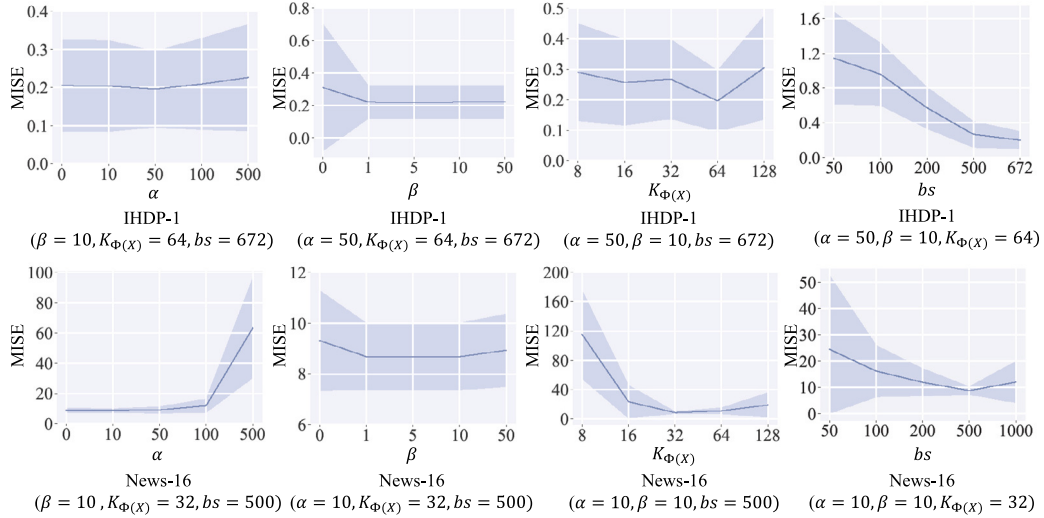 0.4
0.3
0.2
0.1
0.0
MISE
0 10 50 100 500
α
IHDP-1
(β = 10, K_Φ(X) = 64, bs = 672)
0.8
0.6
0.4
0.2
0.0
MISE
0 1 5 10 50
β
IHDP-1
(α = 50, K_Φ(X) = 64, bs = 672)
0.5
0.4
0.3
0.2
0.1
0.0
MISE
8 16 32 64 128
K_Φ(X)
IHDP-1
(α = 50, β = 10, bs = 672)
1.6
1.2
0.8
0.4
0.0
MISE
50 100 200 500 672
bs
IHDP-1
(α = 50, β = 10, K_Φ(X) = 64)
100
80
60
40
20
0
MISE
0 10 50 100 500
α
News-16
(β = 10 , K_Φ(X) = 32, bs = 500)
12
10
8
6
MISE
0 1 5 10 50
β
News-16
(α = 10, K_Φ(X) = 32, bs = 500)
200
160
120
80
40
0
MISE
8 16 32 64 128
K_Φ(X)
News-16
(α = 10, β = 10, bs = 500)
50
40
30
20
10
0
MISE
50 100 200 500 1000
bs
News-16
(α = 10, β = 10, K_Φ(X) = 32)